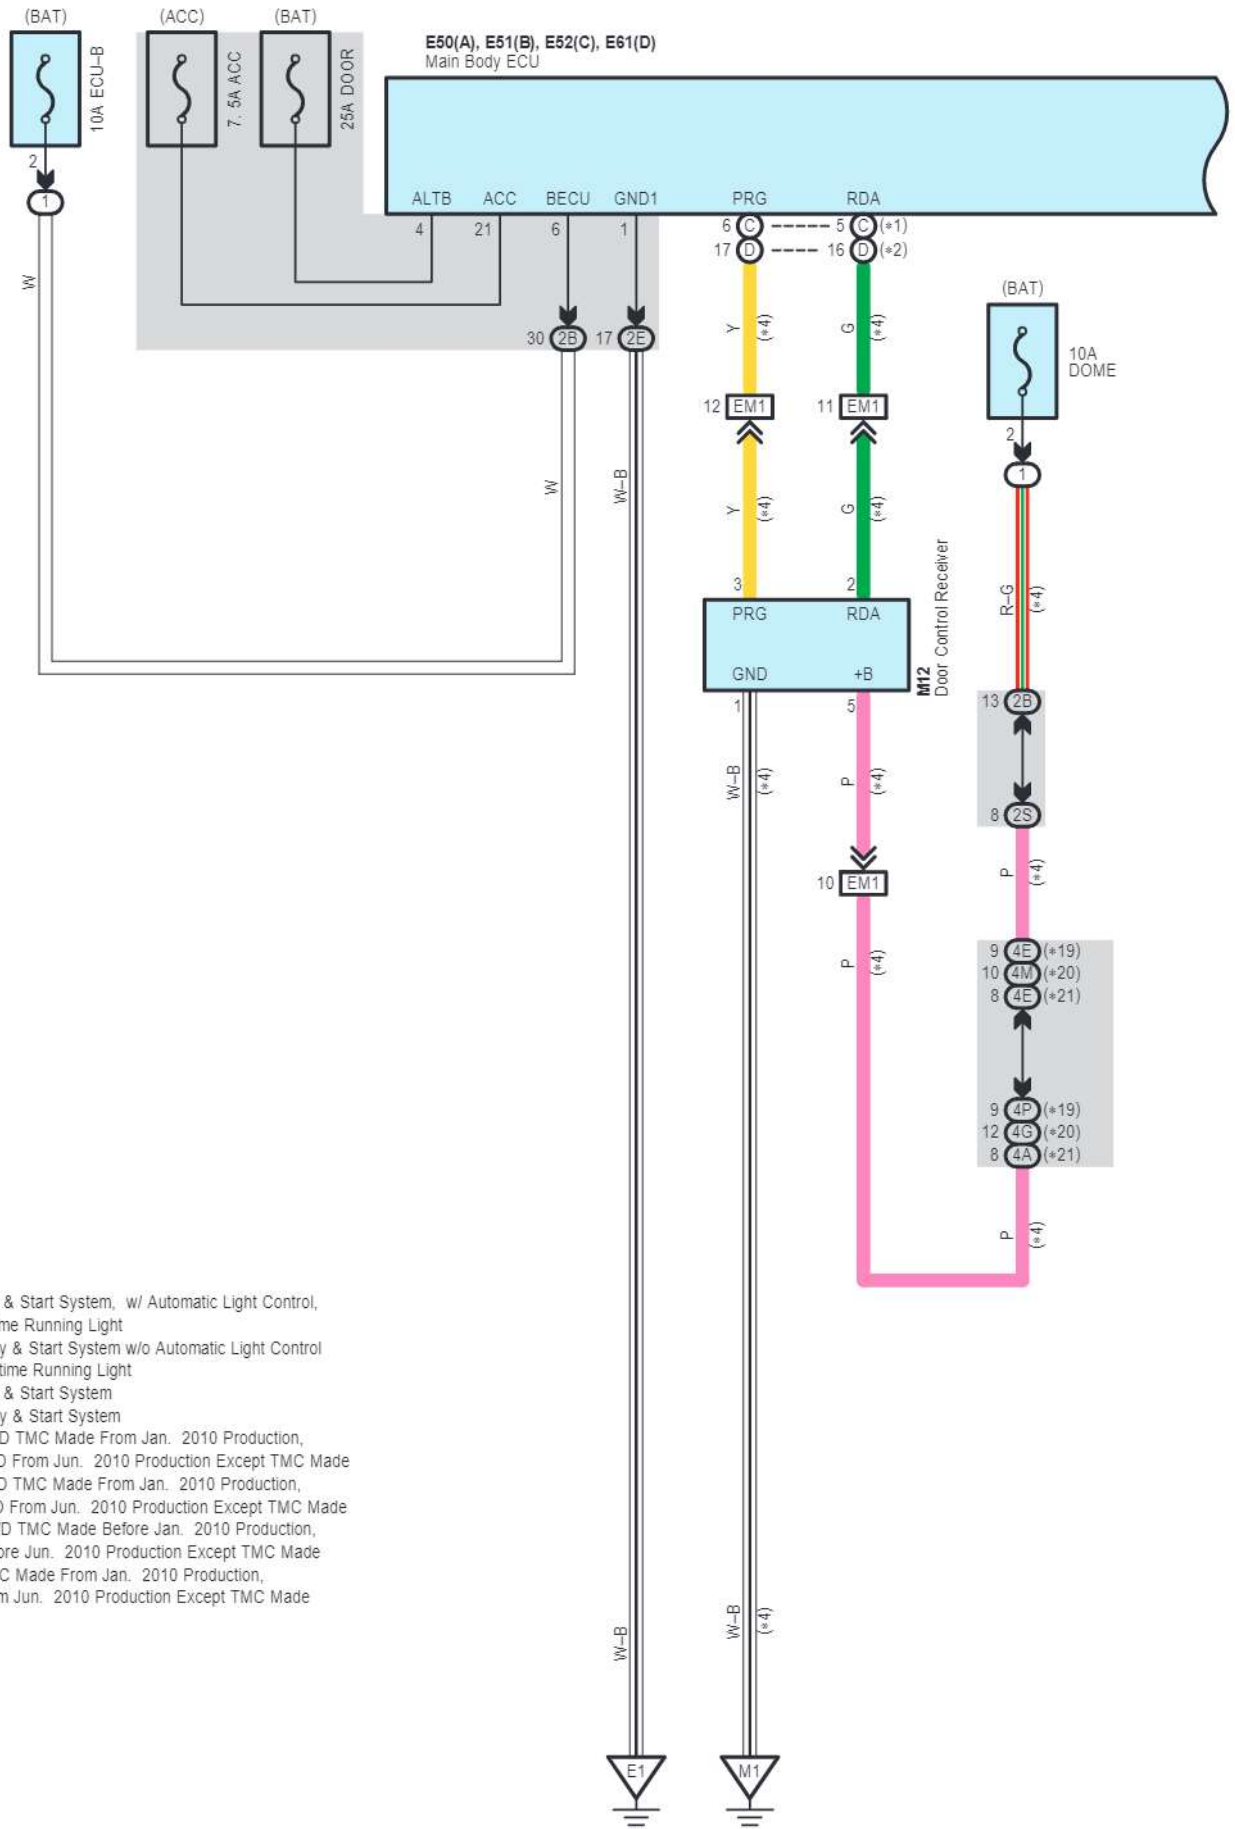 (BAT)
(ACC)
(BAT)
10A ECU–B
7. 5A ACC
25A DOOR
E50(A), E51(B), E52(C), E61(D)
Main Body ECU
ALTB
ACC
BECU
GND1
PRG
RDA
4
21
6
1
6 C
5 C (*1)
17 D
16 D (*2)
2
1
W
30 2B
17 2E
Y
(*4)
G
(*4)
(BAT)
10A
DOME
12 EM1
11 EM1
2
1
W
W–B
Y
(*4)
G
(*4)
3
2
PRG
RDA
GND
+B
M12
Door Control Receiver
R–G
(*4)
1
5
13 2B
W–B
(*4)
P
(*4)
8 2S
10 EM1
P
(*4)
P
(*4)
9 4E (*19)
10 4M (*20)
8 4E (*21)
9 4P (*19)
12 4G (*20)
8 4A (*21)
P
(*4)
& Start System, w/ Automatic Light Control,
me Running Light
y & Start System w/o Automatic Light Control
time Running Light
& Start System
y & Start System
D TMC Made From Jan. 2010 Production,
D From Jun. 2010 Production Except TMC Made
D TMC Made From Jan. 2010 Production,
D From Jun. 2010 Production Except TMC Made
D TMC Made Before Jan. 2010 Production,
ore Jun. 2010 Production Except TMC Made
C Made From Jan. 2010 Production,
m Jun. 2010 Production Except TMC Made
W–B
W–B
(*4)
E1
M1